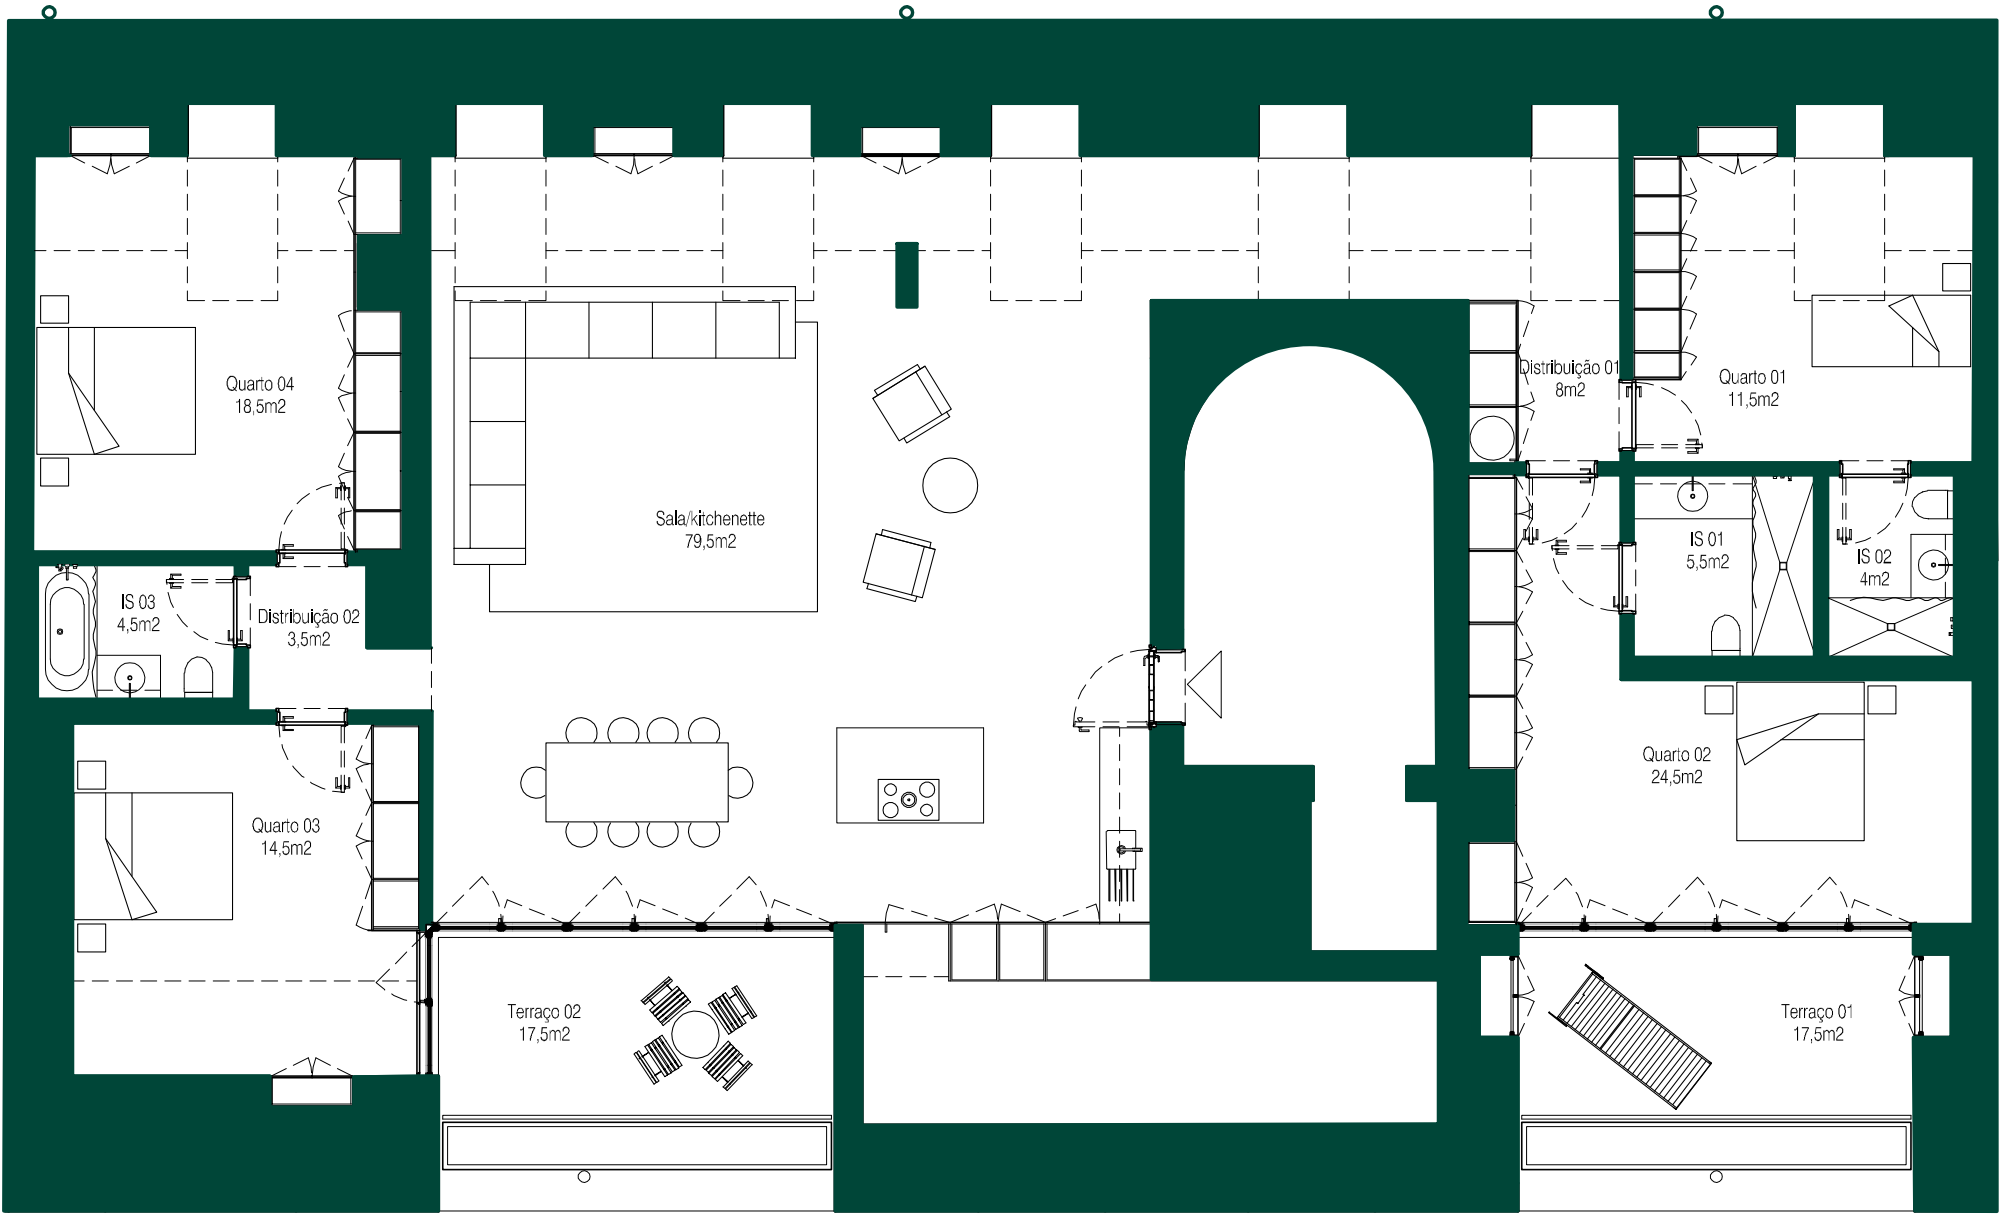 Quarto 04
18,5m2
Distribuição 01
8m2
Quarto 01
11,5m2
Sala/kitchenette
79,5m2
IS 01
5,5m2
IS 02
4m2
IS 03
4,5m2
Distribuição 02
3,5m2
Quarto 02
24,5m2
Quarto 03
14,5m2
Terraço 02
17,5m2
Terraço 01
17,5m2